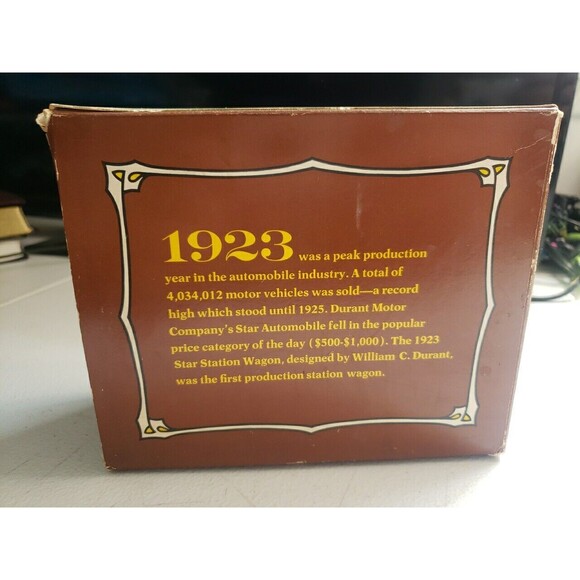 1923 was a peak production
year in the automobile industry. A total of
4,034,012 motor vehicles was sold—a record
high which stood until 1925. Durant Motor
Company's Star Automobile fell in the popular
price category of the day ($500-$1,000). The 1923
Star Station Wagon, designed by William C. Durant,
was the first production station wagon.